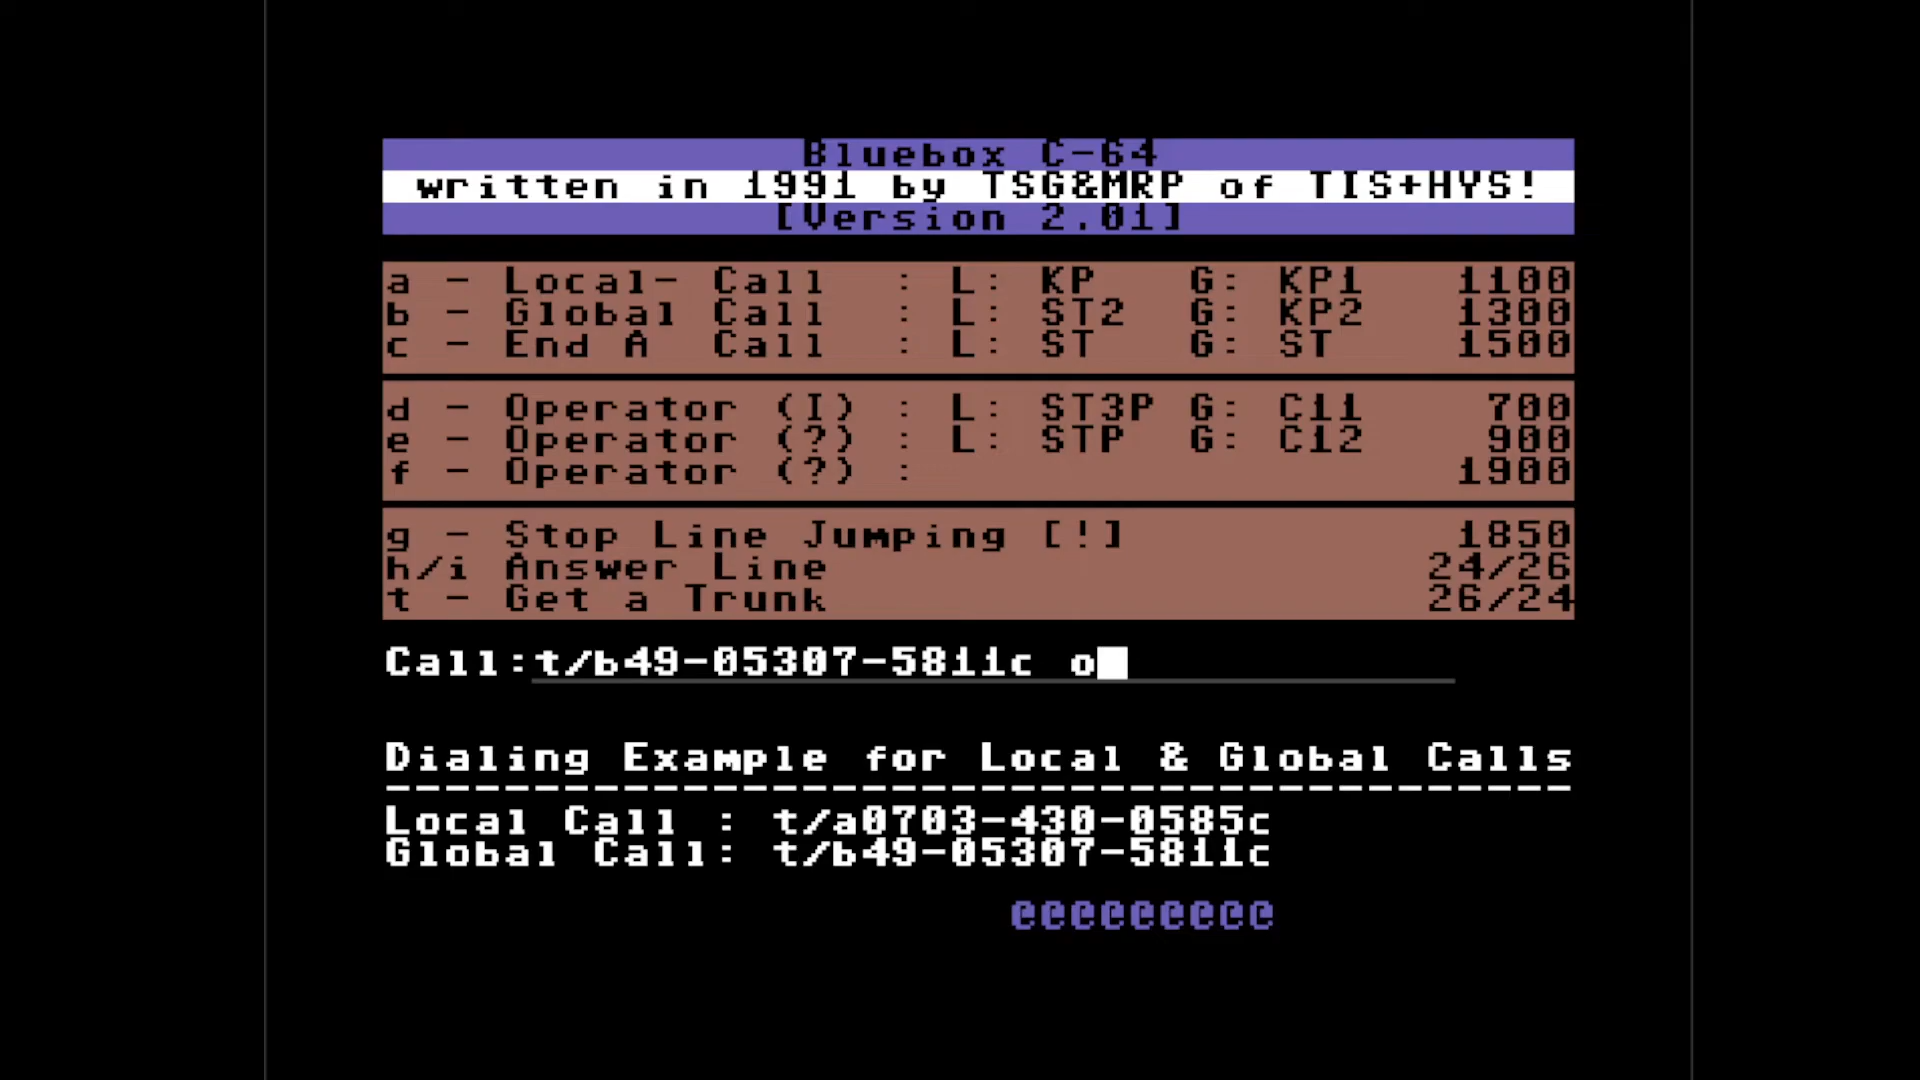 Bluebox C-64
written in 1991 by TSG&MRP of TIS+HYS!
[Version 2.01]
a - Local- Call : L: KP G: KP1 1100
b - Global Call : L: ST2 G: KP2 1300
c - End A Call : L: ST G: ST 1500
d - Operator (I) : L: ST3P G: C11 700
e - Operator (?) : L: STP G: C12 900
f - Operator (?) : 1900
g - Stop Line Jumping [!] 1850
h/i Answer Line 24/26
t - Get a Trunk 26/24
Call:t/b49-05307-5811c o
Dialing Example for Local & Global Calls
----------------------------------------
Local Call : t/a0703-430-0585c
Global Call: t/b49-05307-5811c
@@@@@@@@@